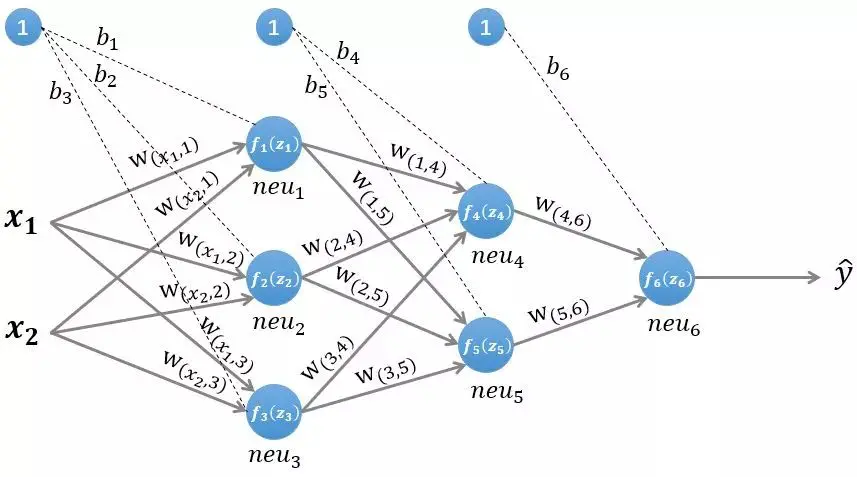 1
1
1
b₁
b₂
b₃
b₄
b₅
b₆
x₁
x₂
W(x₁,1)
W(x₂,1)
W(x₁,2)
W(x₂,2)
W(x₁,3)
W(x₂,3)
f₁(z₁)
neu₁
f₂(z₂)
neu₂
f₃(z₃)
neu₃
W(1,4)
W(1,5)
W(2,4)
W(2,5)
W(3,4)
W(3,5)
f₄(z₄)
neu₄
f₅(z₅)
neu₅
W(4,6)
W(5,6)
f₆(z₆)
neu₆
ŷ